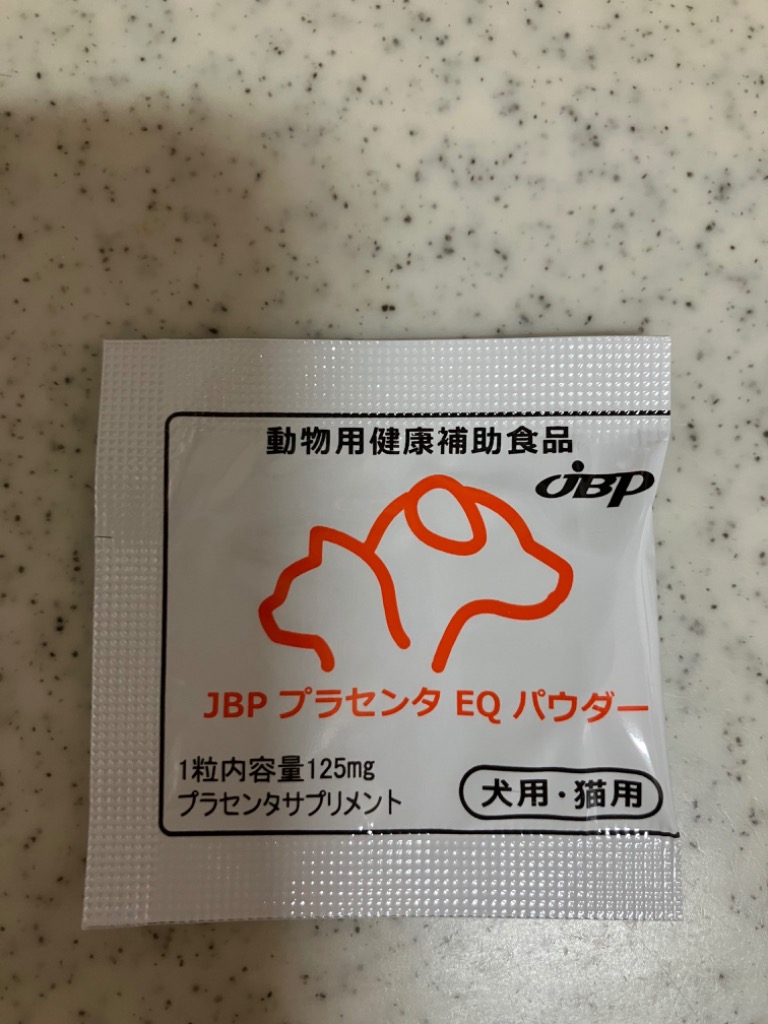 動物用健康補助食品
JBP
JBP プラセンタ EQ パウダー
1粒内容量125mg
プラセンタサプリメント
犬用・猫用